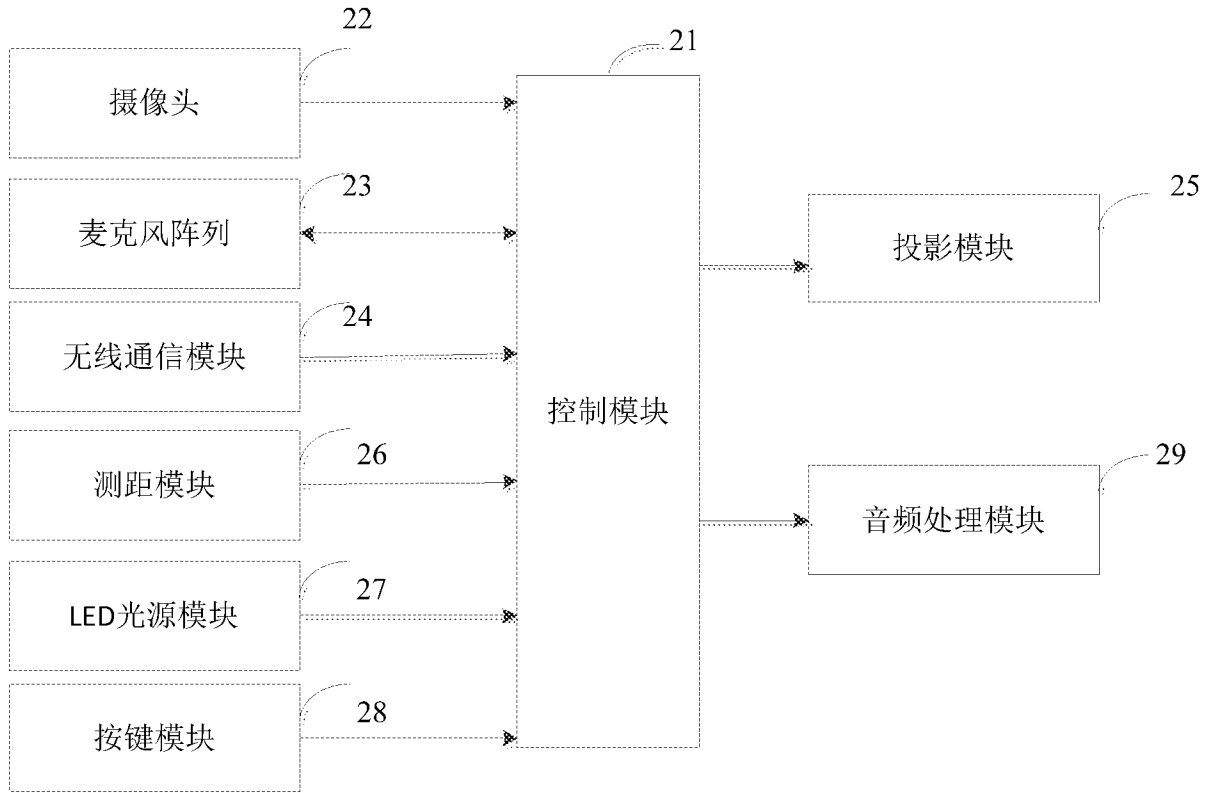 22
摄像头
21
23
麦克风阵列
25
投影模块
24
无线通信模块
控制模块
26
测距模块
29
音频处理模块
27
LED光源模块
28
按键模块